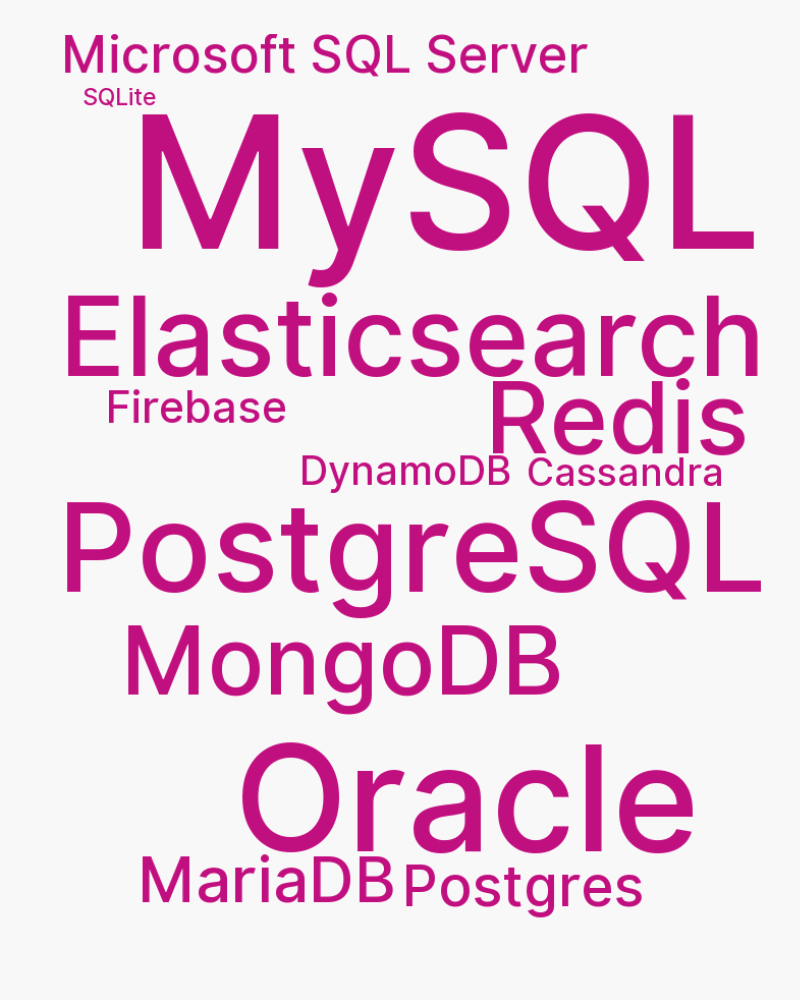 Microsoft SQL Server
SQLite
MySQL
Elasticsearch
Firebase
Redis
DynamoDB
Cassandra
PostgreSQL
MongoDB
Oracle
MariaDB
Postgres